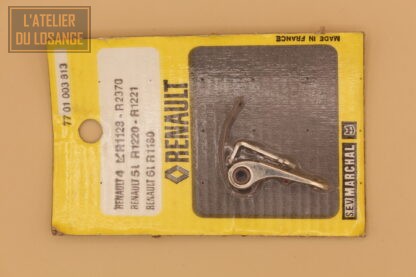 L'ATELIER
DU LOSANGE
77 01 003 813
RENAULT 4 R1123 - R2370
RENAULT 5 L R1220 - R1221
RENAULT 6 L R1180
RENAULT
MADE IN FRANCE
SEV MARCHAL